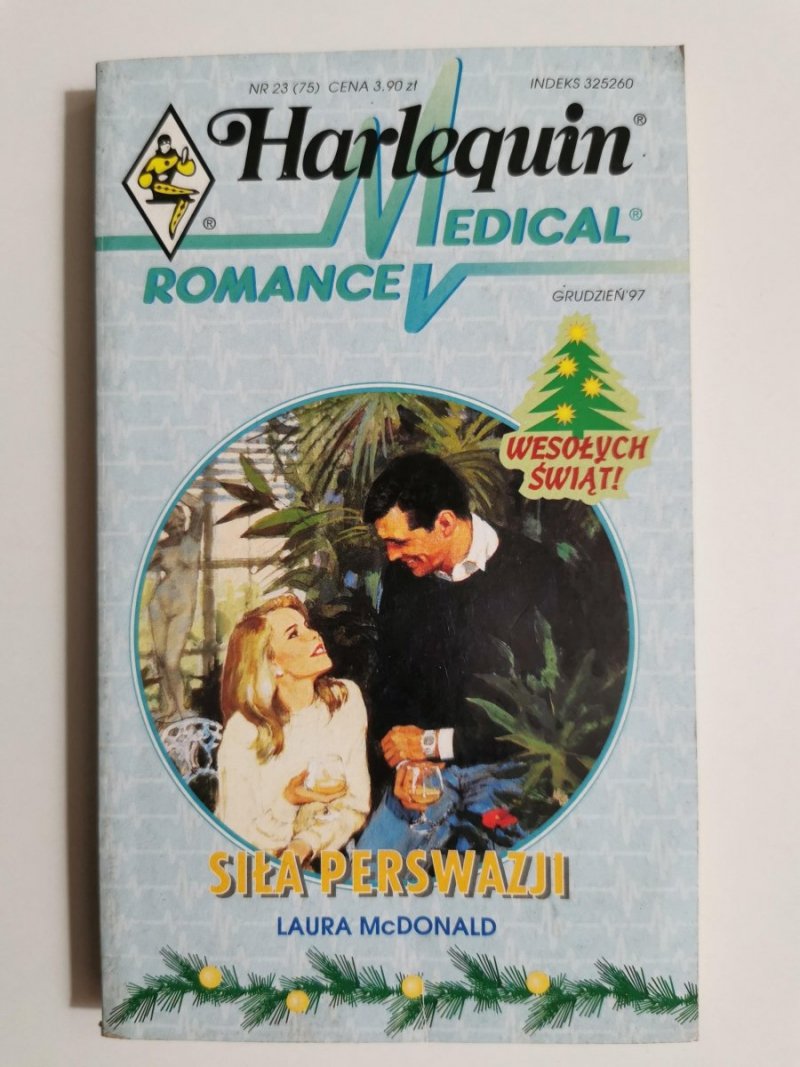 NR 23 (75) CENA 3,90 zł
INDEKS 325260
Harlequin®
®
MEDICAL®
ROMANCE
GRUDZIEŃ'97
WESOŁYCH
ŚWIĄT!
SIŁA PERSWAZJI
LAURA McDONALD